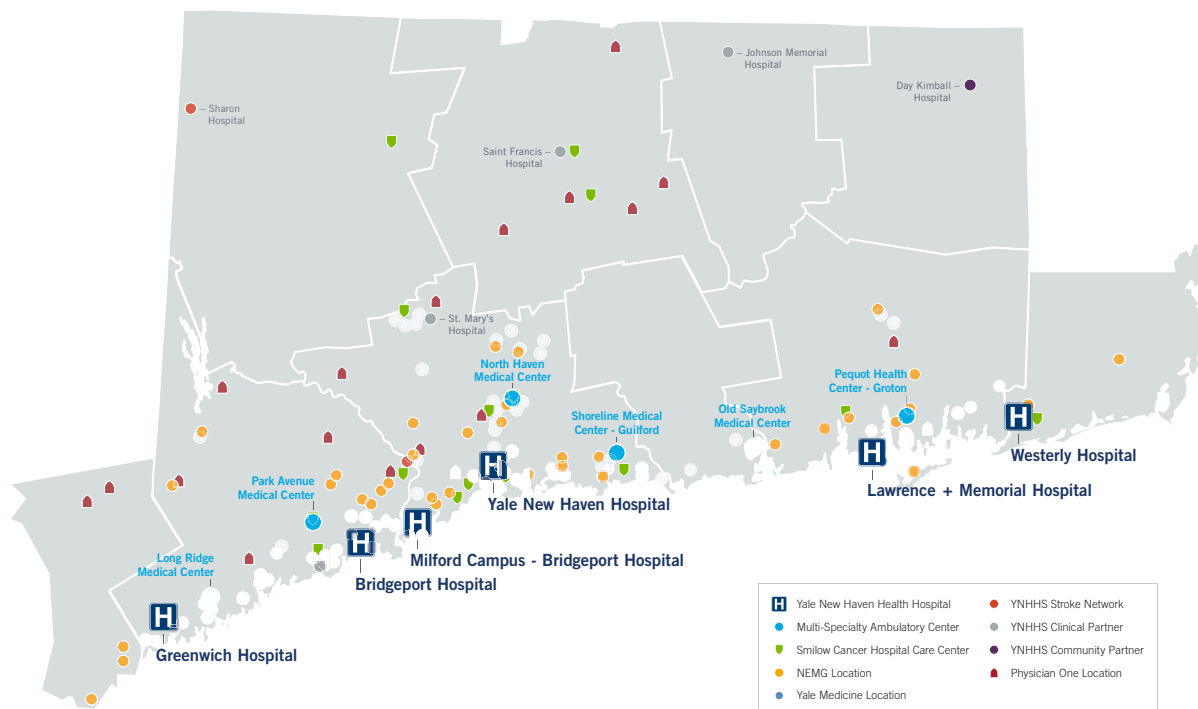 – Johnson Memorial
Hospital
Day Kimball –
Hospital
– Sharon
Hospital
Saint Francis –
Hospital
– St. Mary's
Hospital
North Haven
Medical Center
Pequot Health
Center - Groton
Shoreline Medical
Center - Guilford
Old Saybrook
Medical Center
H
Westerly Hospital
H
Lawrence + Memorial Hospital
H
Yale New Haven Hospital
Park Avenue
Medical Center
H
Milford Campus - Bridgeport Hospital
H
Bridgeport Hospital
Long Ridge
Medical Center
H
Greenwich Hospital
H Yale New Haven Health Hospital
Multi-Specialty Ambulatory Center
Smilow Cancer Hospital Care Center
NEMG Location
Yale Medicine Location
YNHHS Stroke Network
YNHHS Clinical Partner
YNHHS Community Partner
Physician One Location